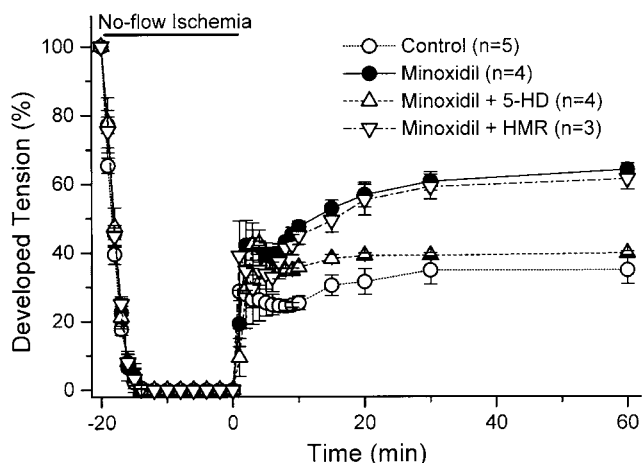 No-flow Ischemia
Control (n=5)
Minoxidil (n=4)
Minoxidil + 5-HD (n=4)
Minoxidil + HMR (n=3)
Developed Tension (%)
100
80
60
40
20
0
-20
0
20
40
60
Time (min)